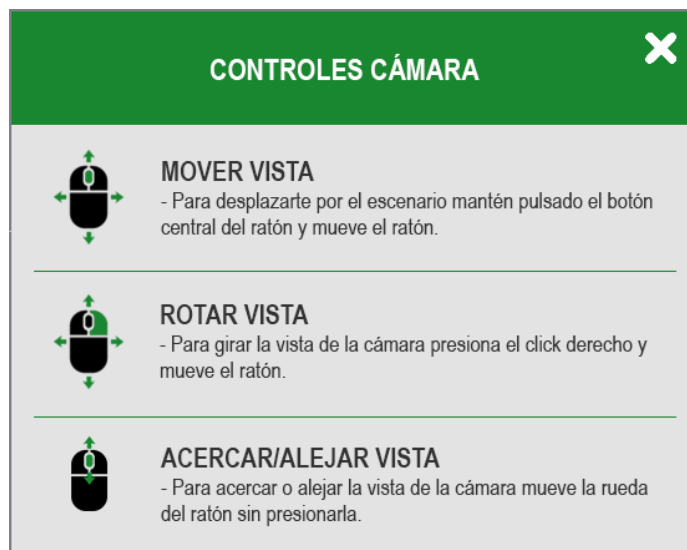 CONTROLES CÁMARA
MOVER VISTA
- Para desplazarte por el escenario mantén pulsado el botón
central del ratón y mueve el ratón.
ROTAR VISTA
- Para girar la vista de la cámara presiona el click derecho y
mueve el ratón.
ACERCAR/ALEJAR VISTA
- Para acercar o alejar la vista de la cámara mueve la rueda
del ratón sin presionarla.